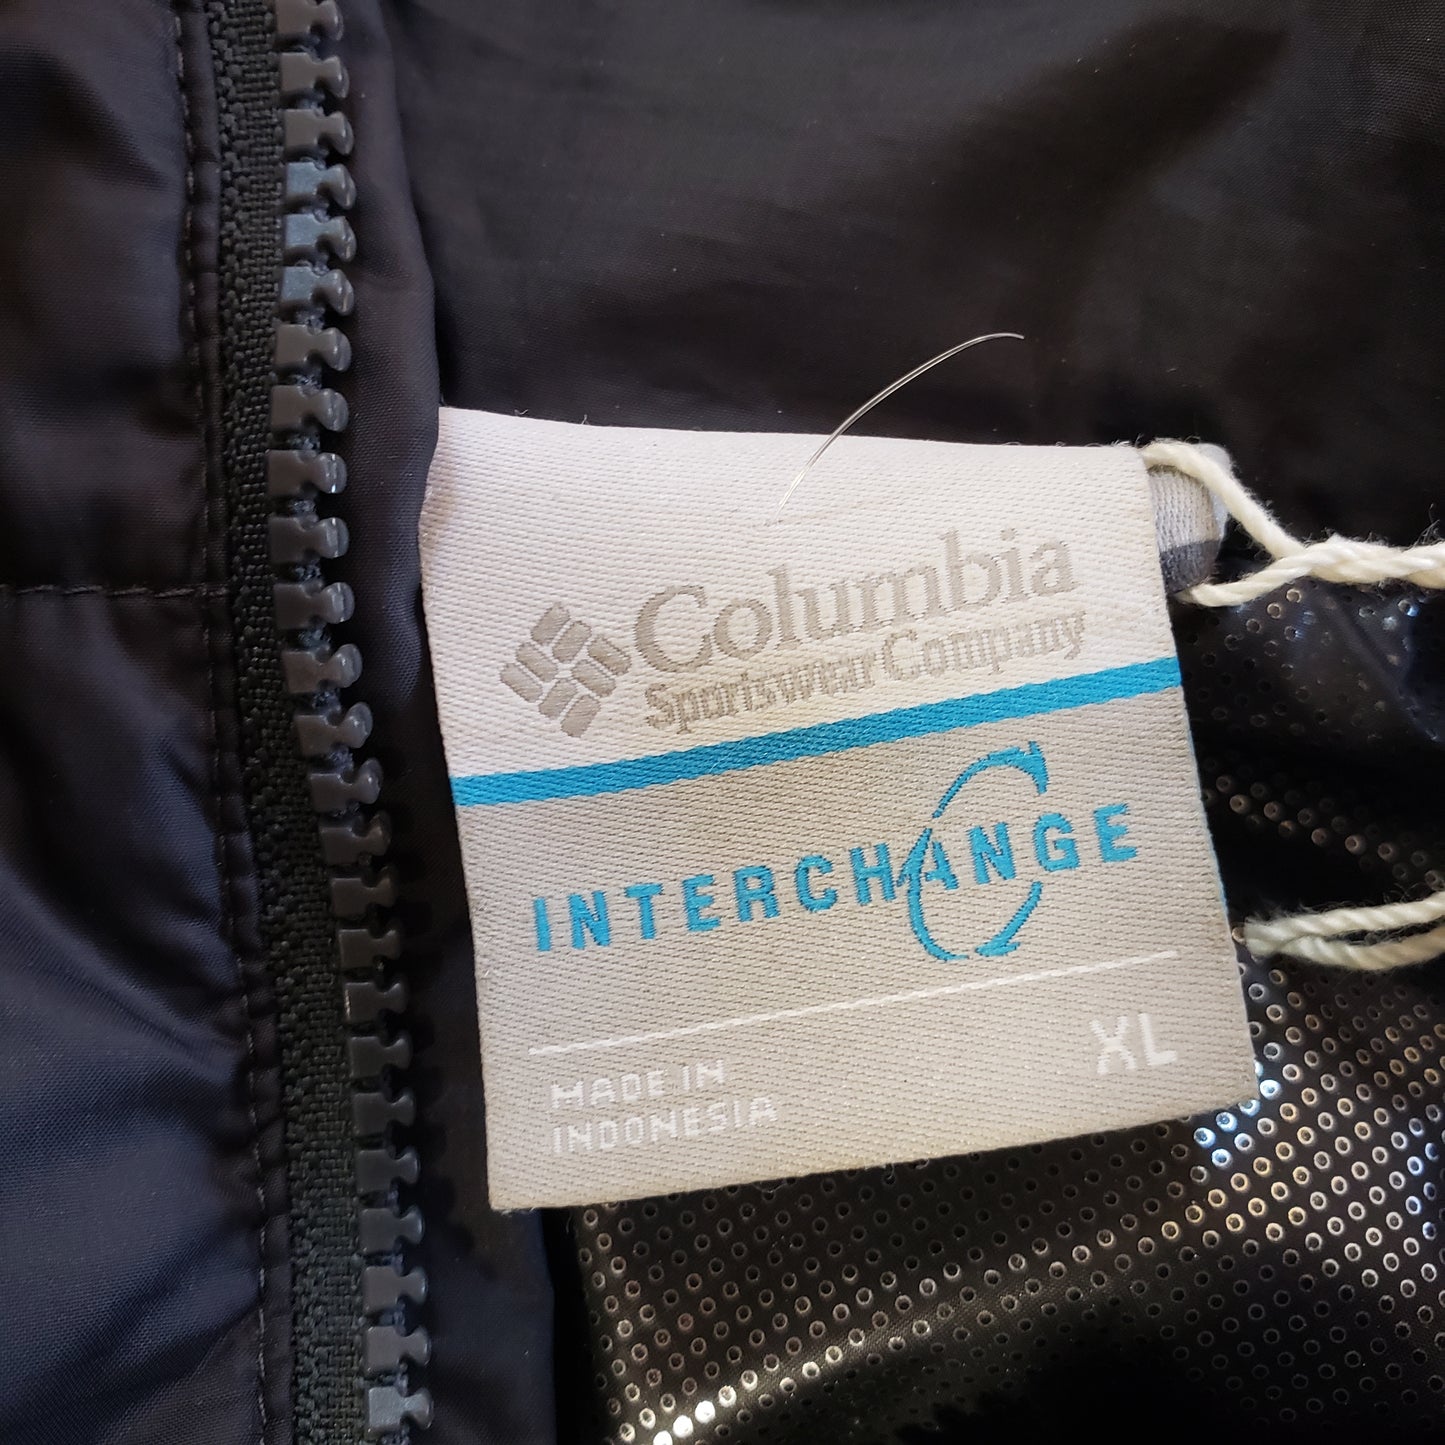 Columbia
Sportswear Company
INTERCHANGE
XL
MADE IN
INDONESIA